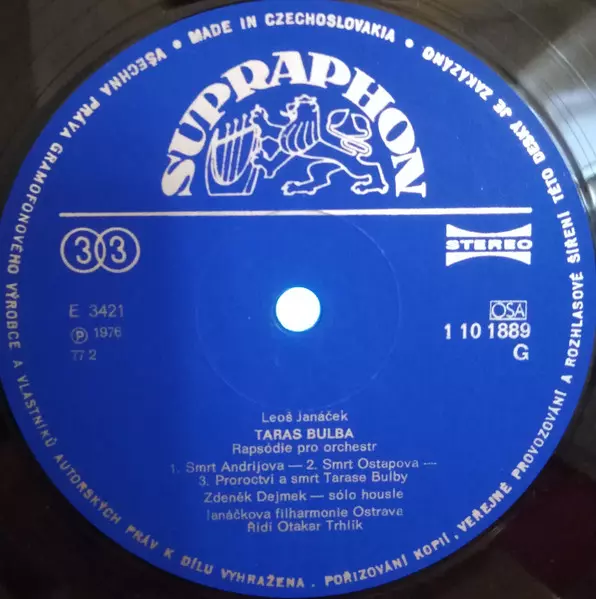 VŠECHNA PRÁVA GRAMOFONOVÉHO VÝROBCE A VLASTNÍKŮ AUTORSKÝCH PRÁV K DÍLU VYHRAŽENA. POŘIZOVÁNÍ KOPIÍ, VEŘEJNÉ PROVOZOVÁNÍ A ROZHLASOVÉ ŠÍŘENÍ TÉTO DESKY JE ZAKÁZÁNO
• MADE IN CZECHOSLOVAKIA •
SUPRAPHON
33
STEREO
E 3421
Ⓟ 1976
77 2
OSA
1 10 1889
G
Leoš Janáček
TARAS BULBA
Rapsódie pro orchestr
1. Smrt Andrijova — 2. Smrt Ostapova —
3. Proroctví a smrt Tarase Bulby
Zdeněk Dejmek — sólo housle
Janáčkova filharmonie Ostrava
Řídí Otakar Trhlík